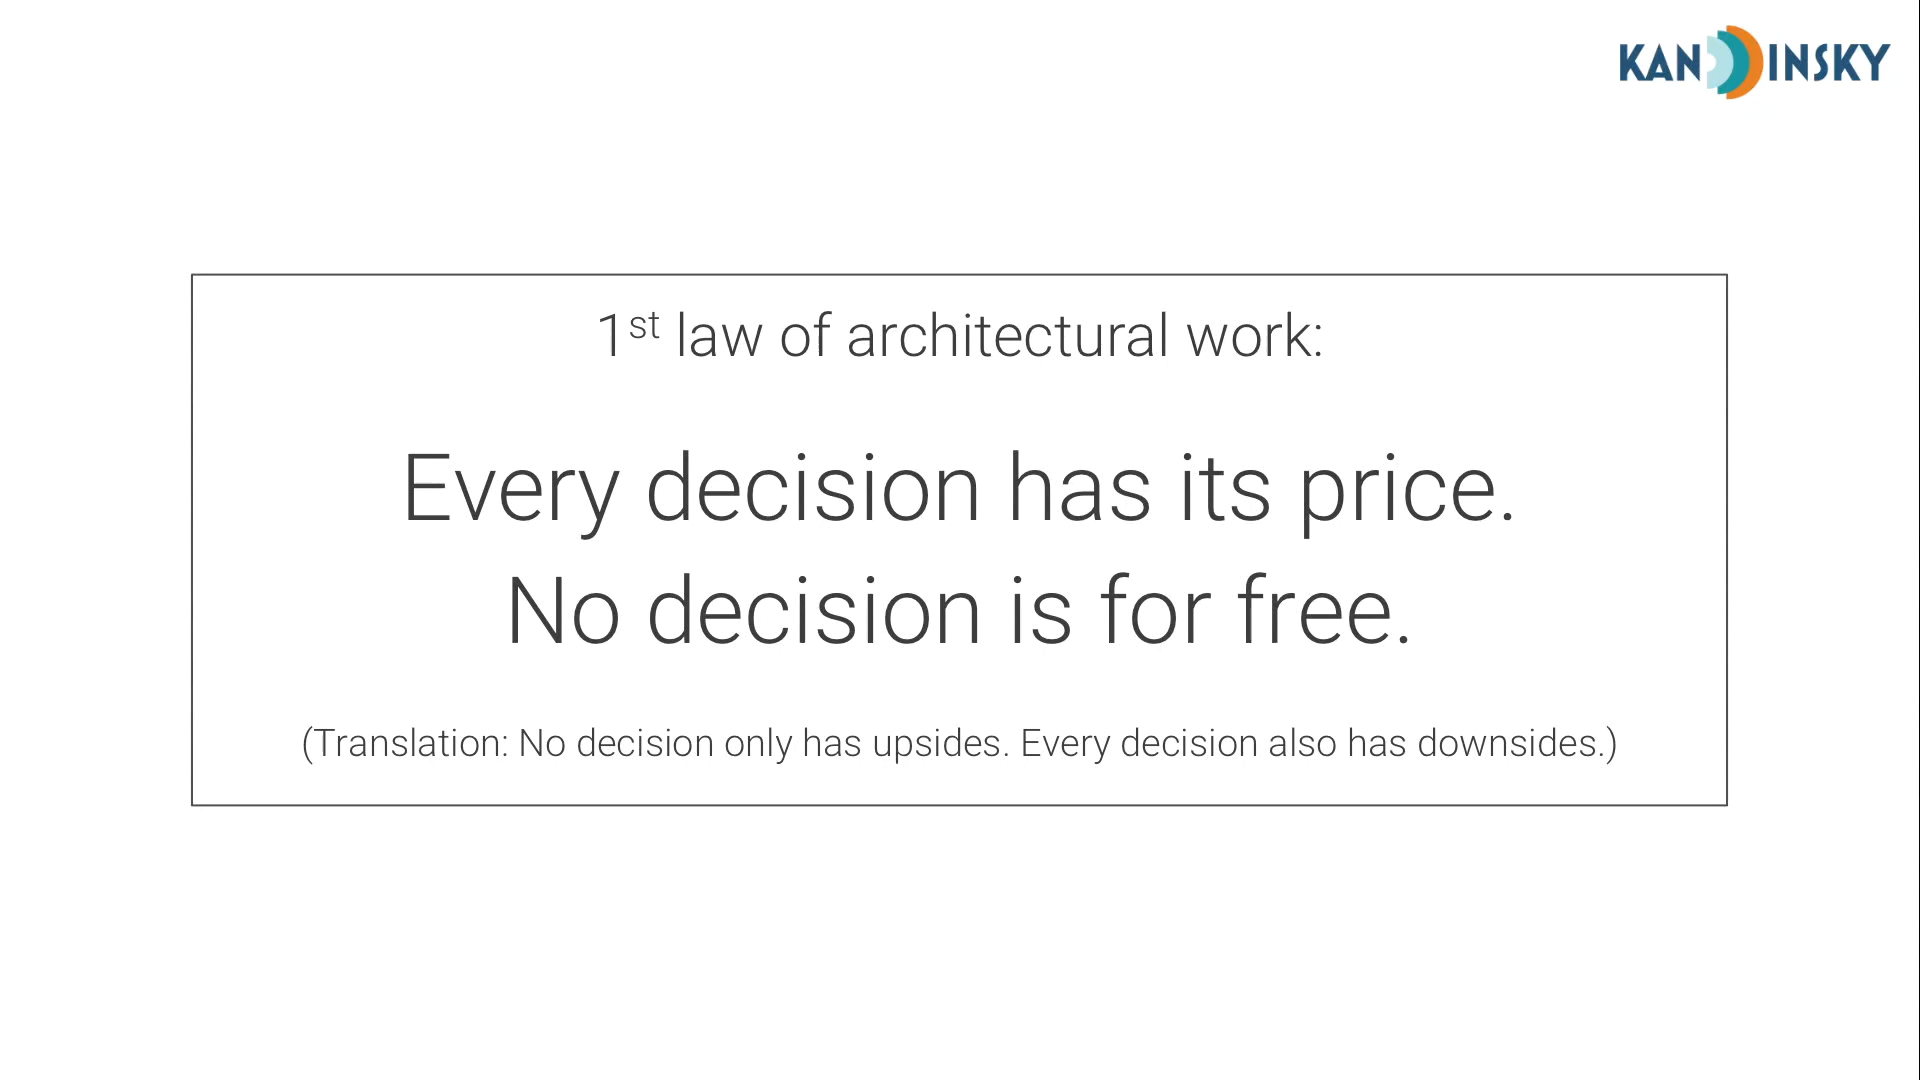 KANDINSKY
1st law of architectural work:
Every decision has its price.
No decision is for free.
(Translation: No decision only has upsides. Every decision also has downsides.)